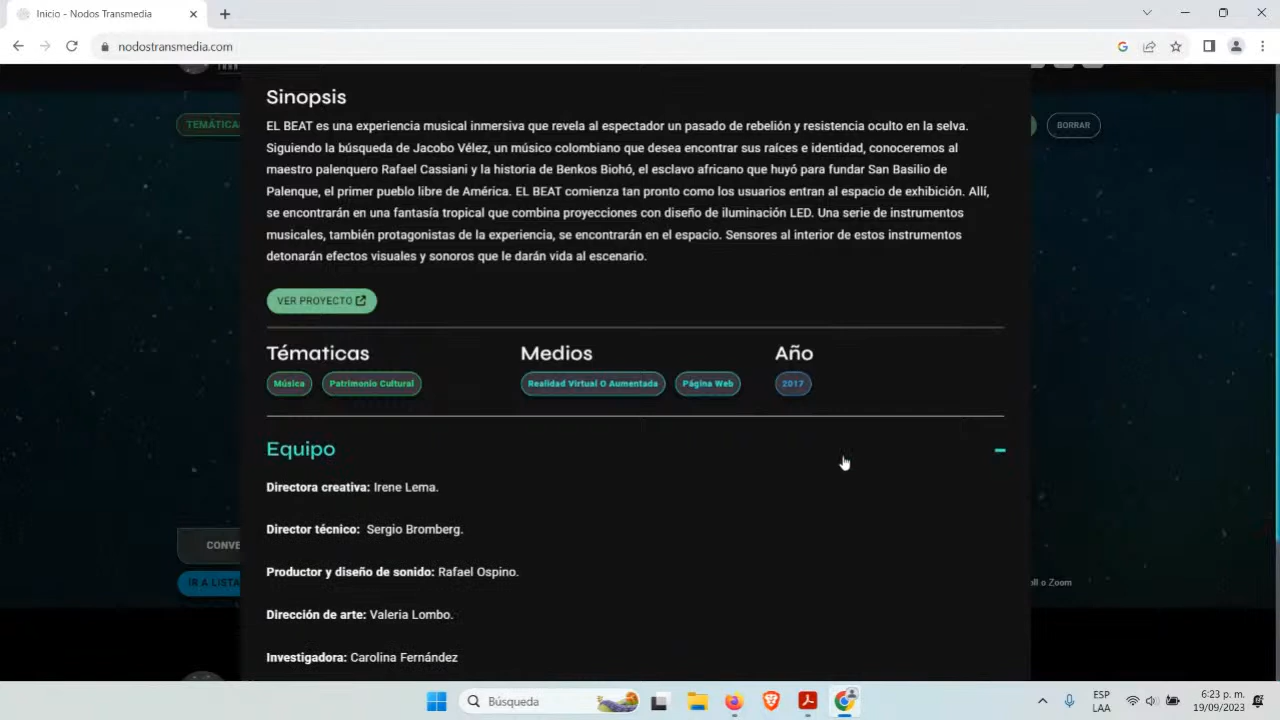 Inicio - Nodos Transmedia
nodostransmedia.com
TEMÁTICA
BORRAR
Sinopsis
EL BEAT es una experiencia musical inmersiva que revela al espectador un pasado de rebelión y resistencia oculto en la selva.
Siguiendo la búsqueda de Jacobo Vélez, un músico colombiano que desea encontrar sus raíces e identidad, conoceremos al
maestro palenquero Rafael Cassiani y la historia de Benkos Biohó, el esclavo africano que huyó para fundar San Basilio de
Palenque, el primer pueblo libre de América. EL BEAT comienza tan pronto como los usuarios entran al espacio de exhibición. Allí,
se encontrarán en una fantasía tropical que combina proyecciones con diseño de iluminación LED. Una serie de instrumentos
musicales, también protagonistas de la experiencia, se encontrarán en el espacio. Sensores al interior de estos instrumentos
detonarán efectos visuales y sonoros que le darán vida al escenario.
VER PROYECTO
Tématicas Medios Año
Música Patrimonio Cultural Realidad Virtual O Aumentada Página Web 2017
Equipo
Directora creativa: Irene Lema.
Director técnico: Sergio Bromberg.
CONVE
Productor y diseño de sonido: Rafael Ospino.
IR A LISTA
oll o Zoom
Dirección de arte: Valeria Lombo.
Investigadora: Carolina Fernández
Búsqueda
ESP
LAA
6:23 p. m.
19/09/2023